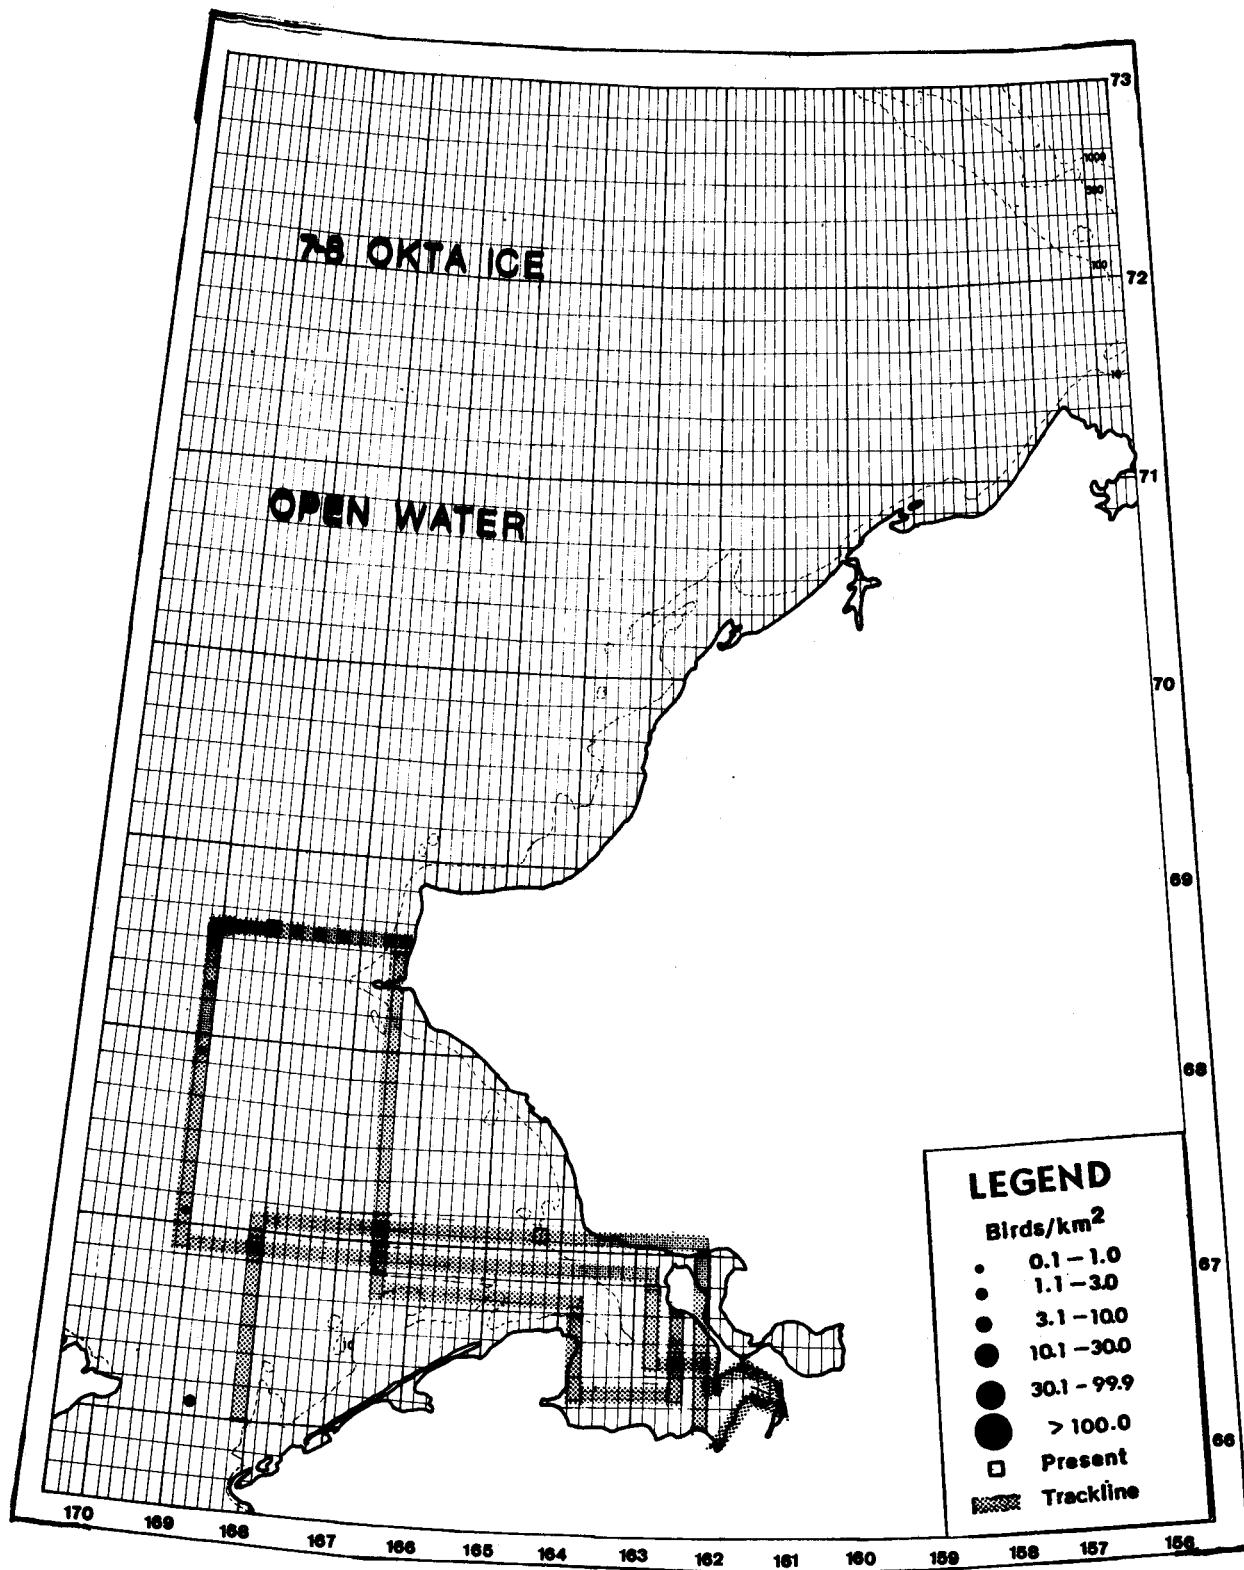 73
1000
7-8 OKTA ICE
72
100
OPEN WATER
71
70
69
68
LEGEND
Birds/km2
0.1 – 1.0
1.1 – 3.0
3.1 – 10.0
10.1 – 30.0
30.1 – 99.9
> 100.0
Present
Trackline
67
66
170 169 168 167 166 165 164 163 162 161 160 159 158 157 156